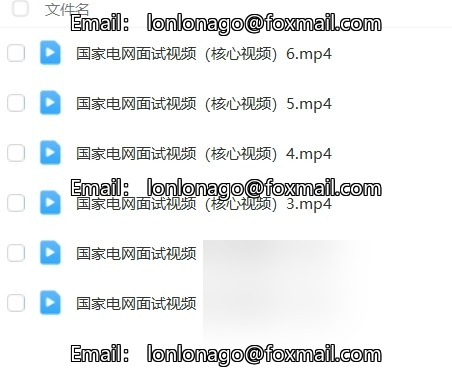 文件名
Email: lonlonago@foxmail.com
国家电网面试视频（核心视频）6.mp4
国家电网面试视频（核心视频）5.mp4
国家电网面试视频（核心视频）4.mp4
Email: lonlonago@foxmail.com
国家电网面试视频（核心视频）3.mp4
国家电网面试视频
国家电网面试视频
Email: lonlonago@foxmail.com